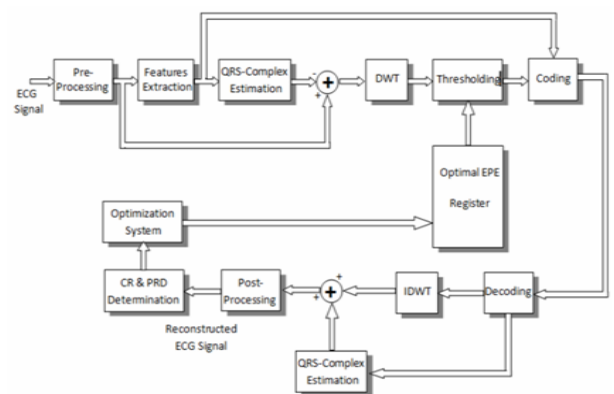 Pre-
Processing
Features
Extraction
QRS-Complex
Estimation
-
+
+
DWT
Thresholding
Coding
ECG
Signal
Optimal EPE
Register
Optimization
System
CR & PRD
Determination
Post-
Processing
+
+
+
IDWT
Decoding
Reconstructed
ECG Signal
QRS-Complex
Estimation